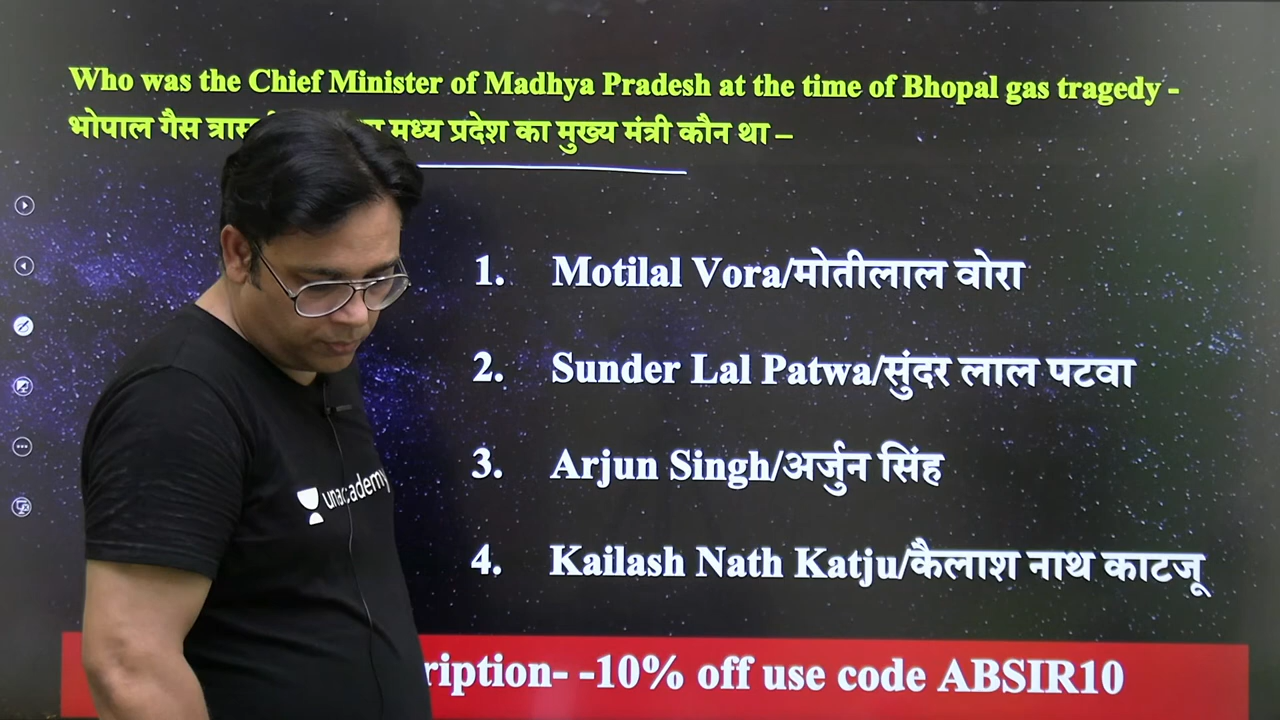 Who was the Chief Minister of Madhya Pradesh at the time of Bhopal gas tragedy -
भोपाल गैस मध्य प्रदेश का मुख्य मंत्री कौन था –
1. Motilal Vora/मोतीलाल वोरा
2. Sunder Lal Patwa/सुंदर लाल पटवा
3. Arjun Singh/अर्जुन सिंह
4. Kailash Nath Katju/कैलाश नाथ काटजू
unacademy
-10% off use code ABSIR10